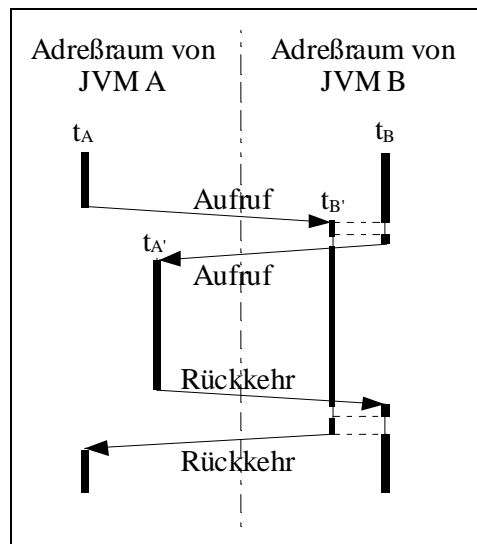 Adreßraum von
JVM A
Adreßraum von
JVM B
tA
tB
Aufruf
tB'
tA'
Aufruf
Rückkehr
Rückkehr